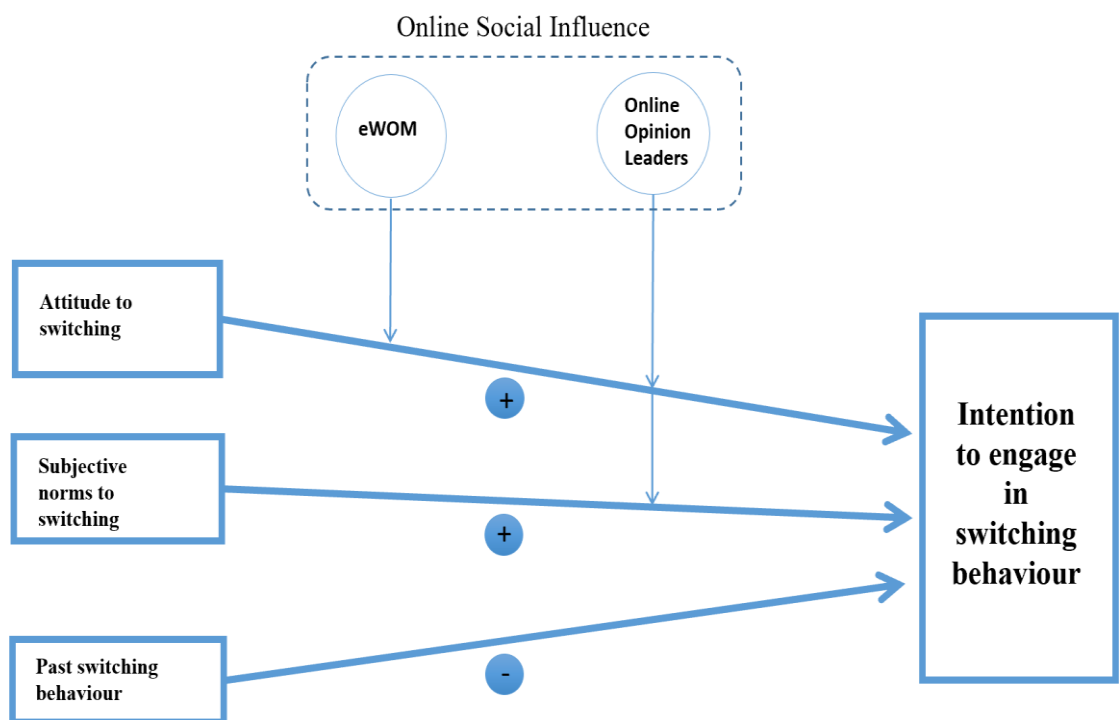 Online Social Influence
eWOM
Online
Opinion
Leaders
Attitude to
switching
+
Subjective
norms to
switching
+
Past switching
behaviour
-
Intention
to engage
in
switching
behaviour